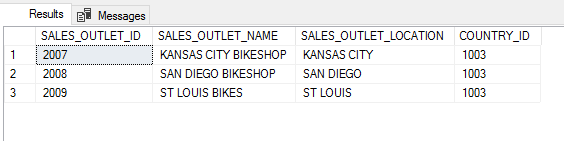 Results Messages
SALES_OUTLET_ID SALES_OUTLET_NAME SALES_OUTLET_LOCATION COUNTRY_ID
1 2007 KANSAS CITY BIKESHOP KANSAS CITY 1003
2 2008 SAN DIEGO BIKESHOP SAN DIEGO 1003
3 2009 ST LOUIS BIKES ST LOUIS 1003